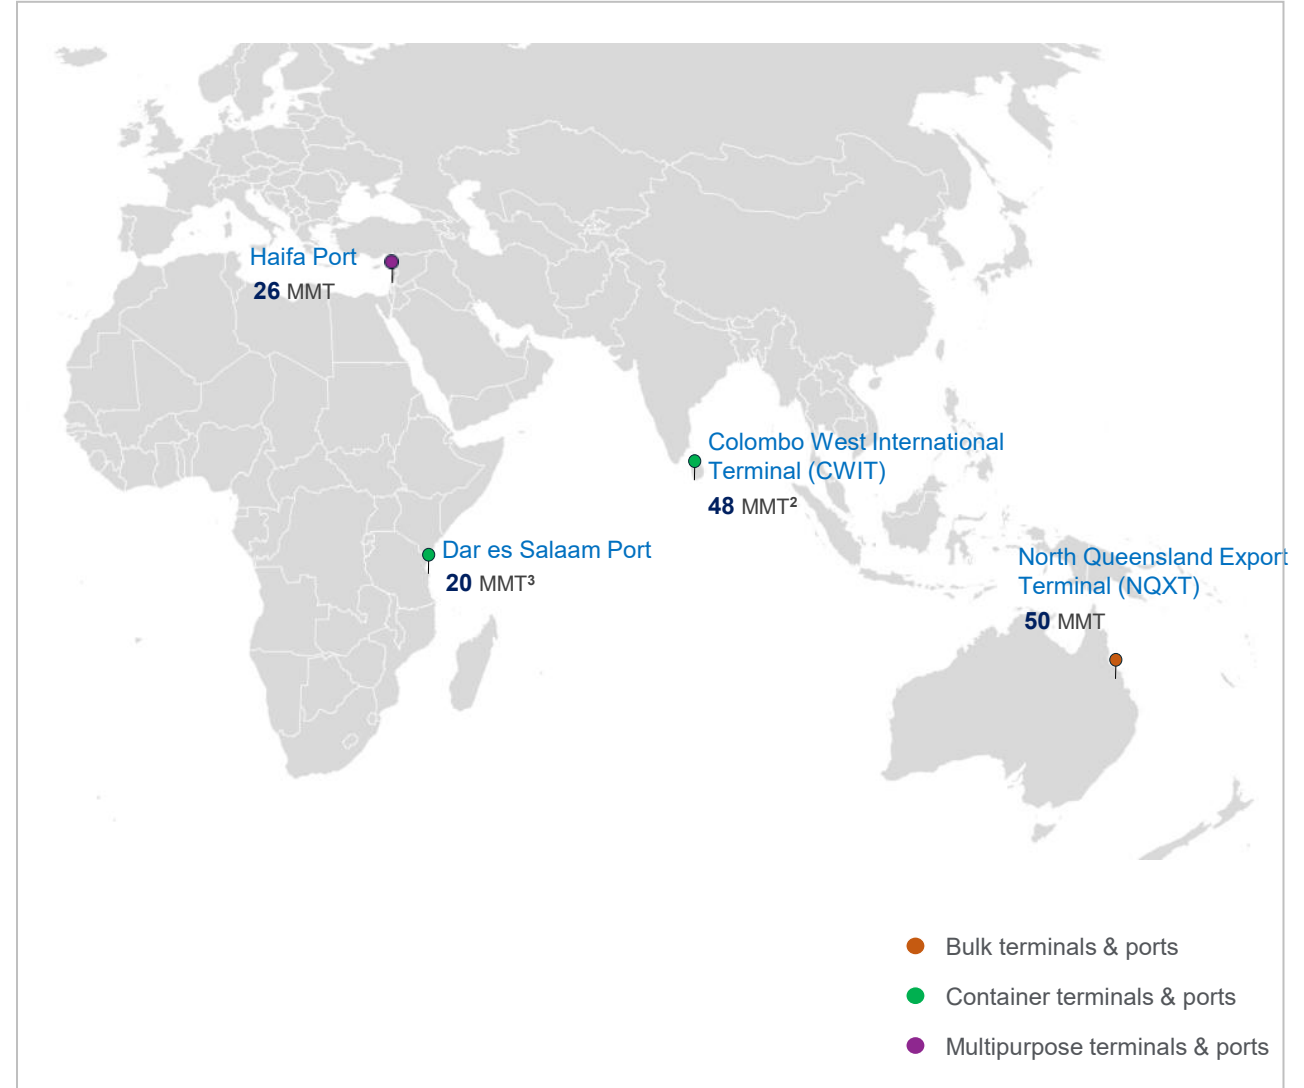 Haifa Port
26 MMT
Colombo West International
Terminal (CWIT)
48 MMT²
Dar es Salaam Port
20 MMT³
North Queensland Export
Terminal (NQXT)
50 MMT
Bulk terminals & ports
Container terminals & ports
Multipurpose terminals & ports